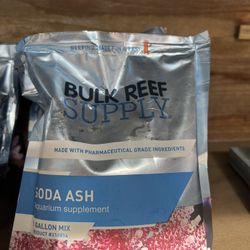 BULK REEF
SUPPLY
MADE WITH PHARMACEUTICAL GRADE INGREDIENTS
SODA ASH
aquarium supplement
GALLON MIX